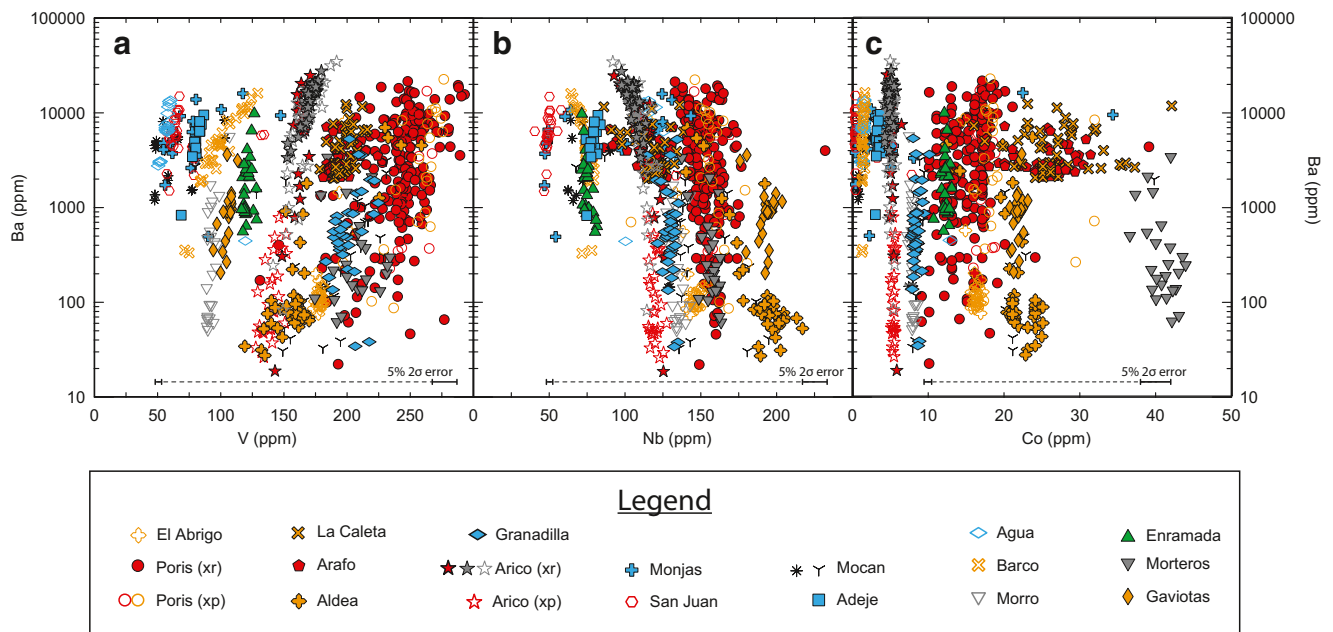 100000
10000
1000
100
10
Ba (ppm)
a
b
c
100000
10000
1000
100
10
Ba (ppm)
5% 2σ error
5% 2σ error
5% 2σ error
0 50 100 150 200 250 300
0 50 100 150 200
0 10 20 30 40 50
V (ppm)
Nb (ppm)
Co (ppm)
Legend
El Abrigo La Caleta Granadilla Agua Enramada
Poris (xr) Arafo Arico (xr) Monjas Mocan Barco Morteros
Poris (xp) Aldea Arico (xp) San Juan Adeje Morro Gaviotas